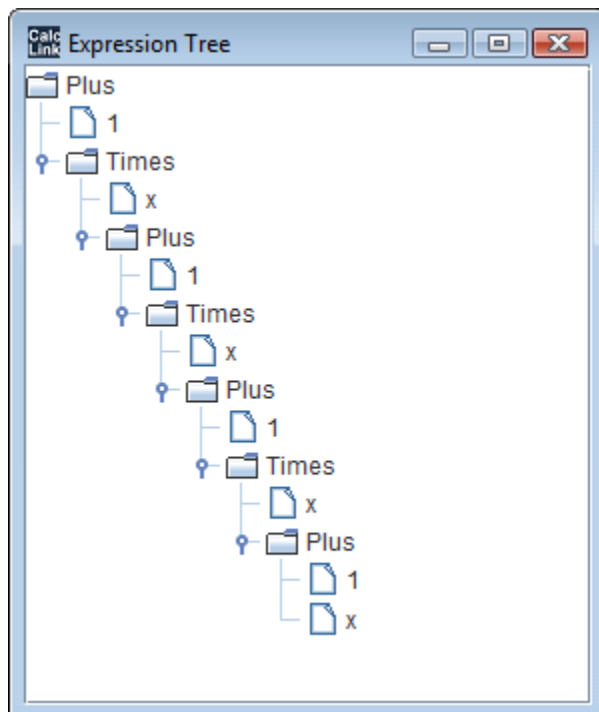 Calc Link Expression Tree
Plus
1
Times
x
Plus
1
Times
x
Plus
1
Times
x
Plus
1
x